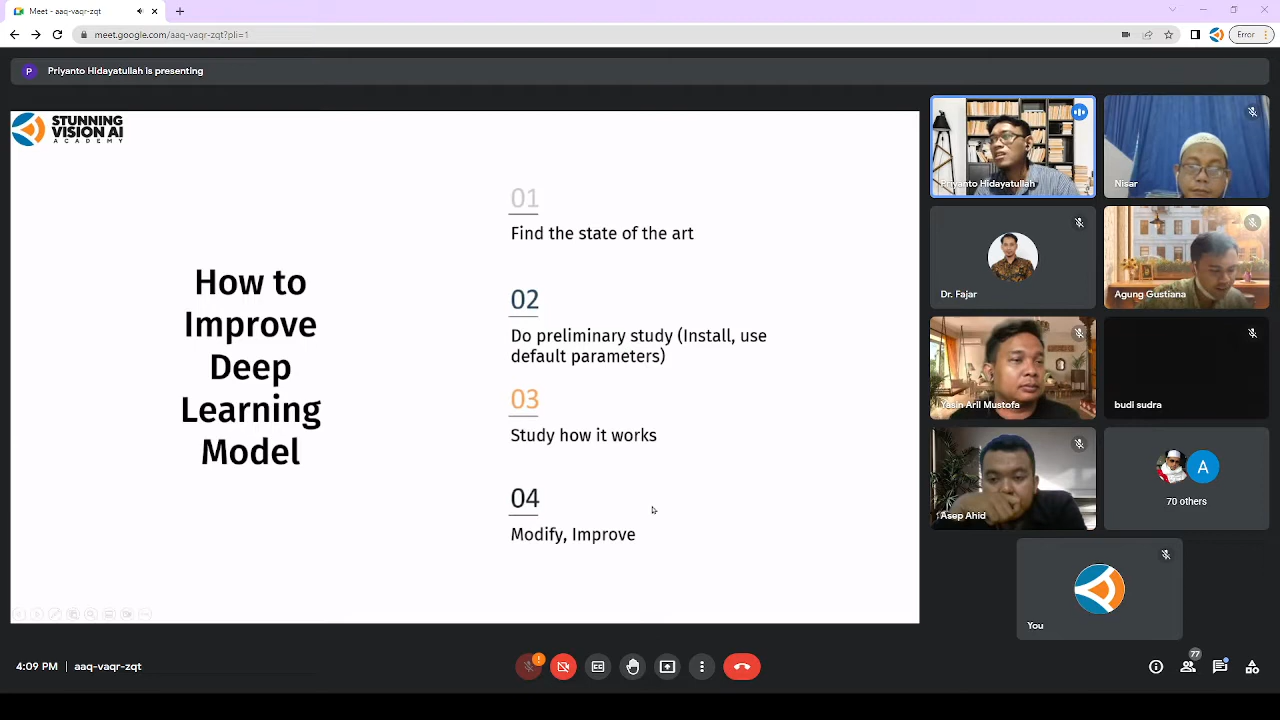 Meet - aaq-vaqr-zqt
meet.google.com/aaq-vaqr-zqt?pli=1
Error
P
Priyanto Hidayatullah is presenting
STUNNING
VISION AI
ACADEMY
How to
Improve
Deep
Learning
Model
01
Find the state of the art
02
Do preliminary study (Install, use
default parameters)
03
Study how it works
04
Modify, Improve
Priyanto Hidayatullah
Nisar
Dr. Fajar
Agung Gustiana
Yasin Aril Mustofa
budi sudra
Asep Ahid
A
70 others
You
4:09 PM
aaq-vaqr-zqt
77